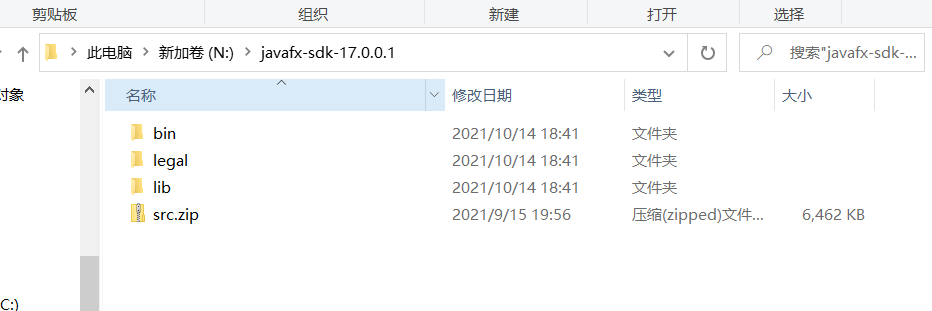 剪贴板 组织 新建 打开 选择
此电脑 新加卷 (N:) javafx-sdk-17.0.0.1 搜索"javafx-sdk-...
对象 名称 修改日期 类型 大小
bin 2021/10/14 18:41 文件夹
legal 2021/10/14 18:41 文件夹
lib 2021/10/14 18:41 文件夹
src.zip 2021/9/15 19:56 压缩(zipped)文件... 6,462 KB
C:)